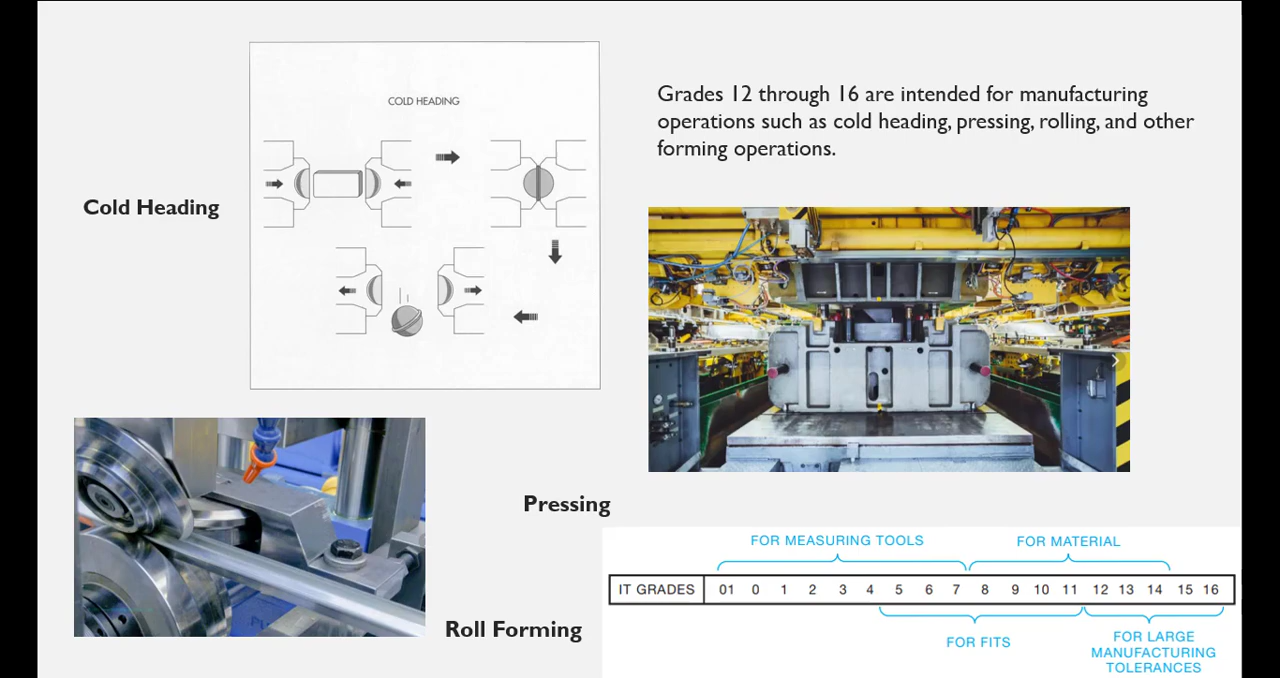 COLD HEADING
Grades 12 through 16 are intended for manufacturing
operations such as cold heading, pressing, rolling, and other
forming operations.
Cold Heading
Pressing
Roll Forming
FOR MEASURING TOOLS
FOR MATERIAL
IT GRADES 01 0 1 2 3 4 5 6 7 8 9 10 11 12 13 14 15 16
FOR FITS
FOR LARGE
MANUFACTURING
TOLERANCES